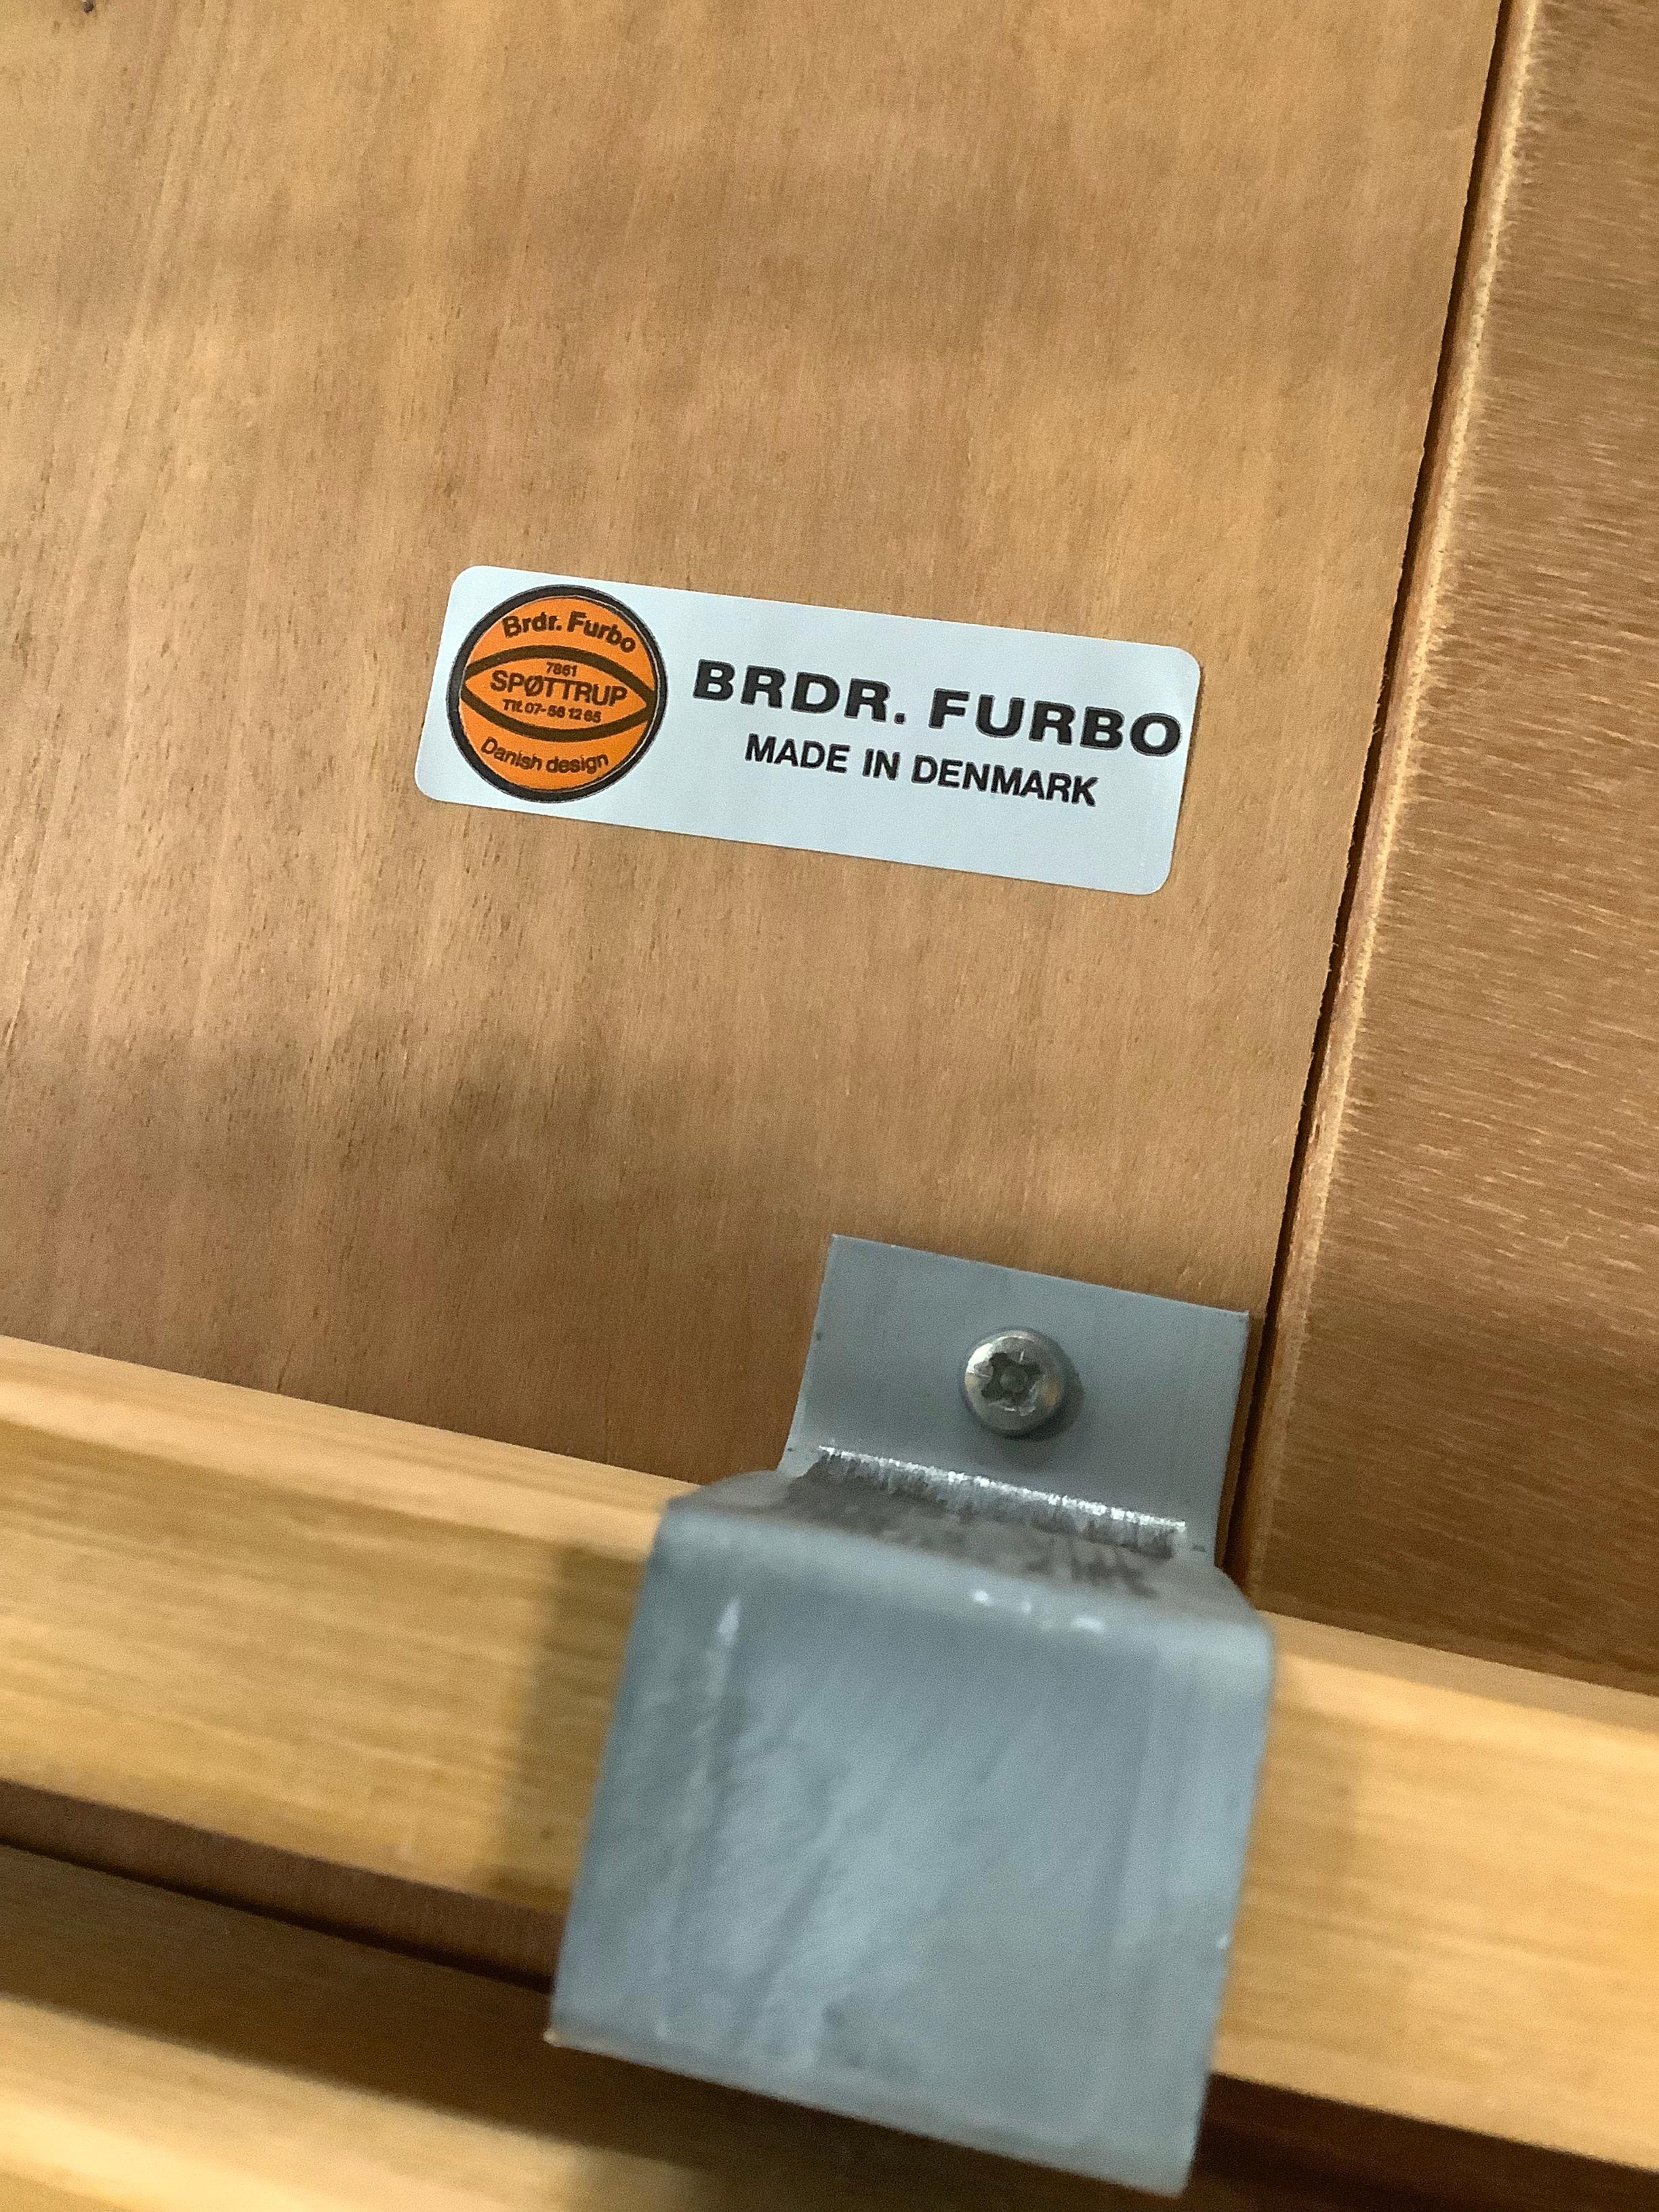 Brdr. Furbo
7861
SPØTTRUP
Tlf. 07-56 12 65
Danish design
BRDR. FURBO
MADE IN DENMARK